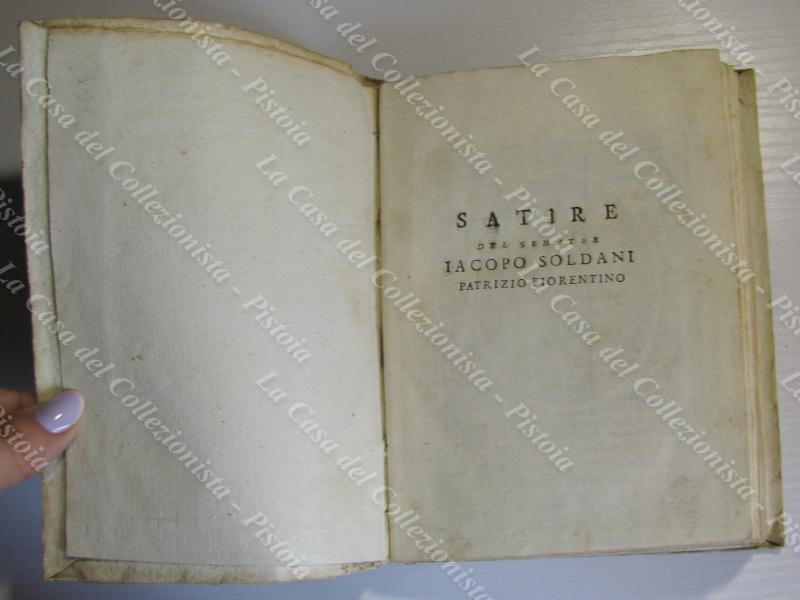 SATIRE
DEL SENATOR
IACOPO SOLDANI
PATRIZIO FIORENTINO
La Casa del Collezionista - Pistoia